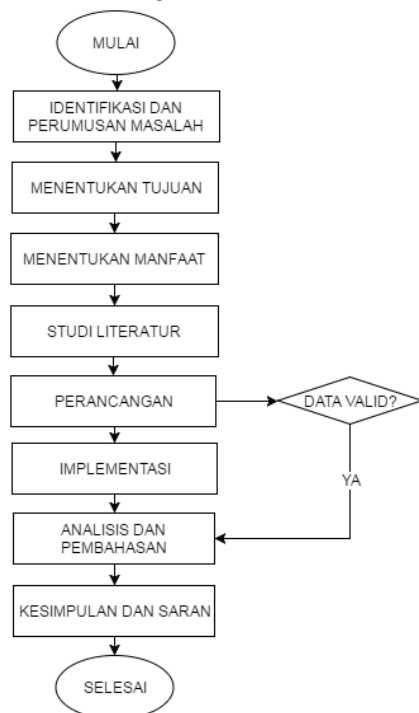 MULAI
IDENTIFIKASI DAN
PERUMUSAN MASALAH
MENENTUKAN TUJUAN
MENENTUKAN MANFAAT
STUDI LITERATUR
PERANCANGAN
DATA VALID?
IMPLEMENTASI
YA
ANALISIS DAN
PEMBAHASAN
KESIMPULAN DAN SARAN
SELESAI